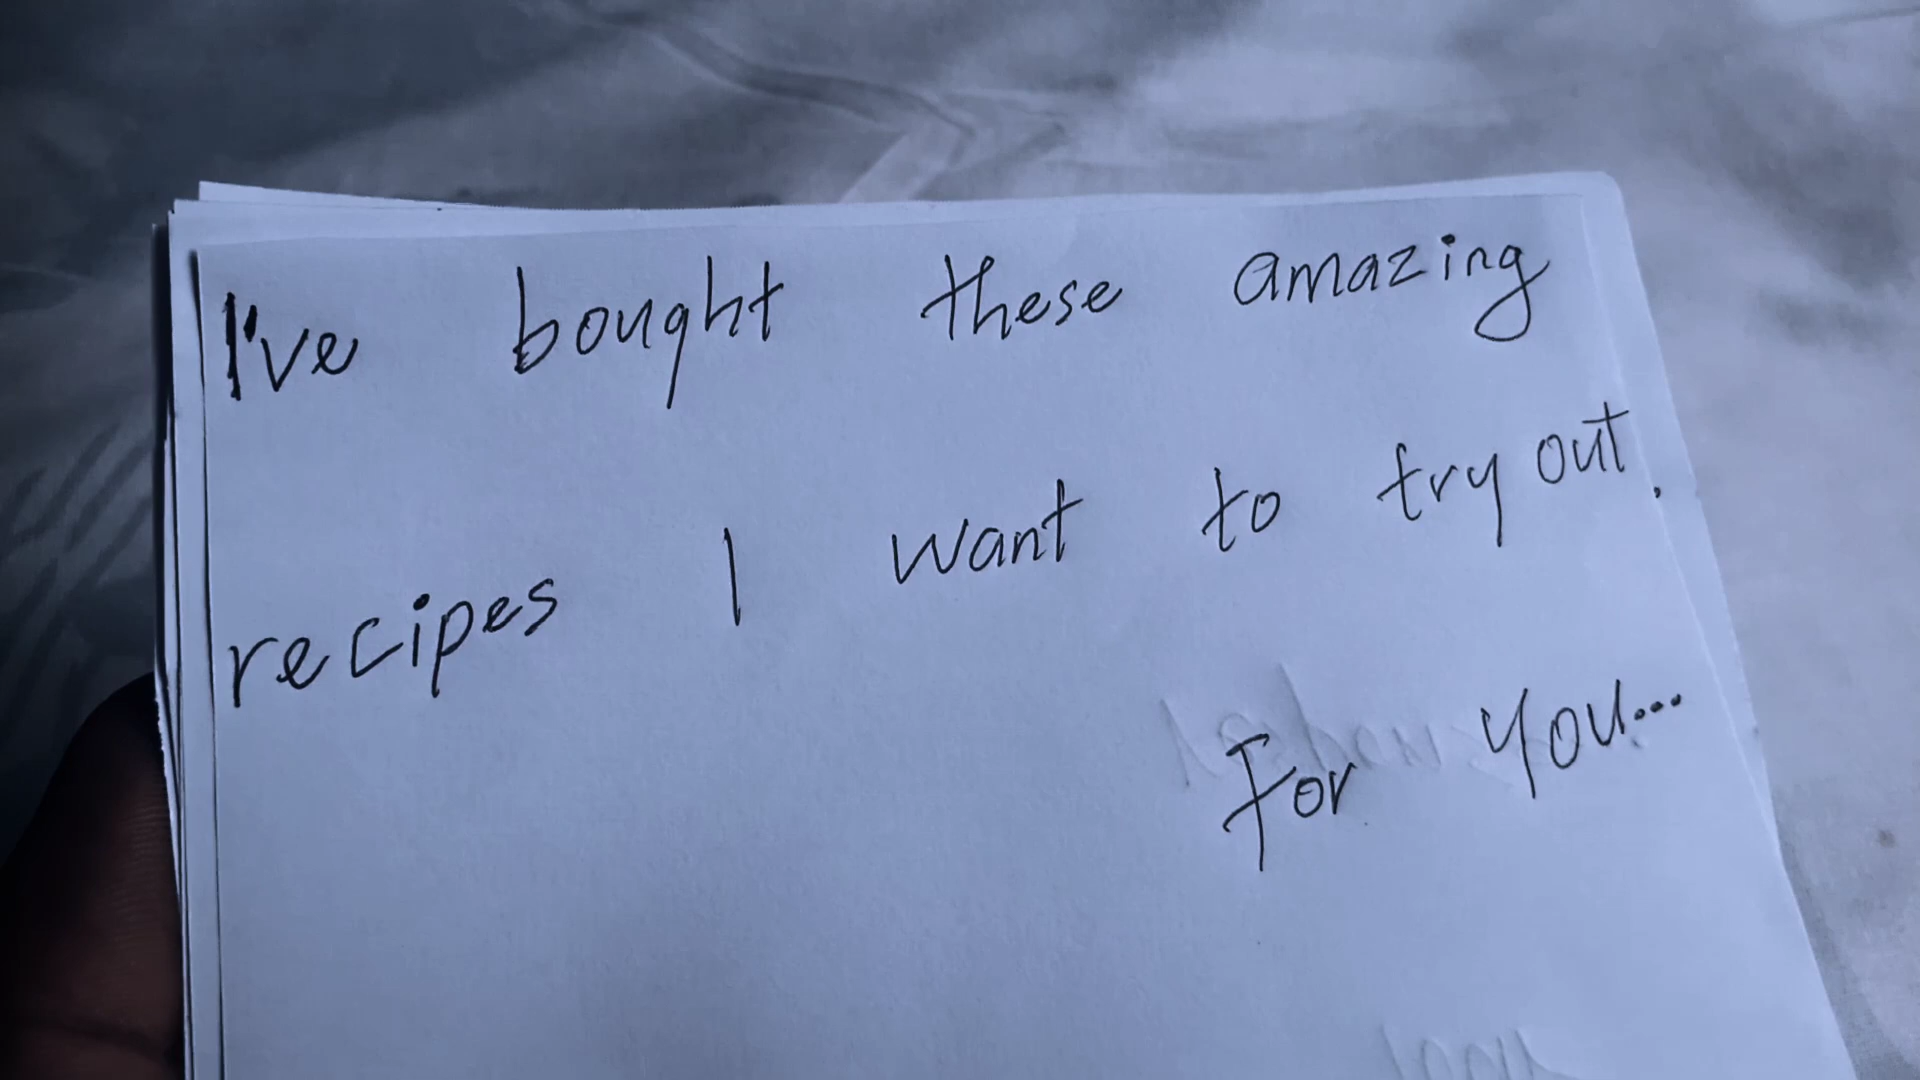 I've bought these amazing
recipes I want to try out.
For you...